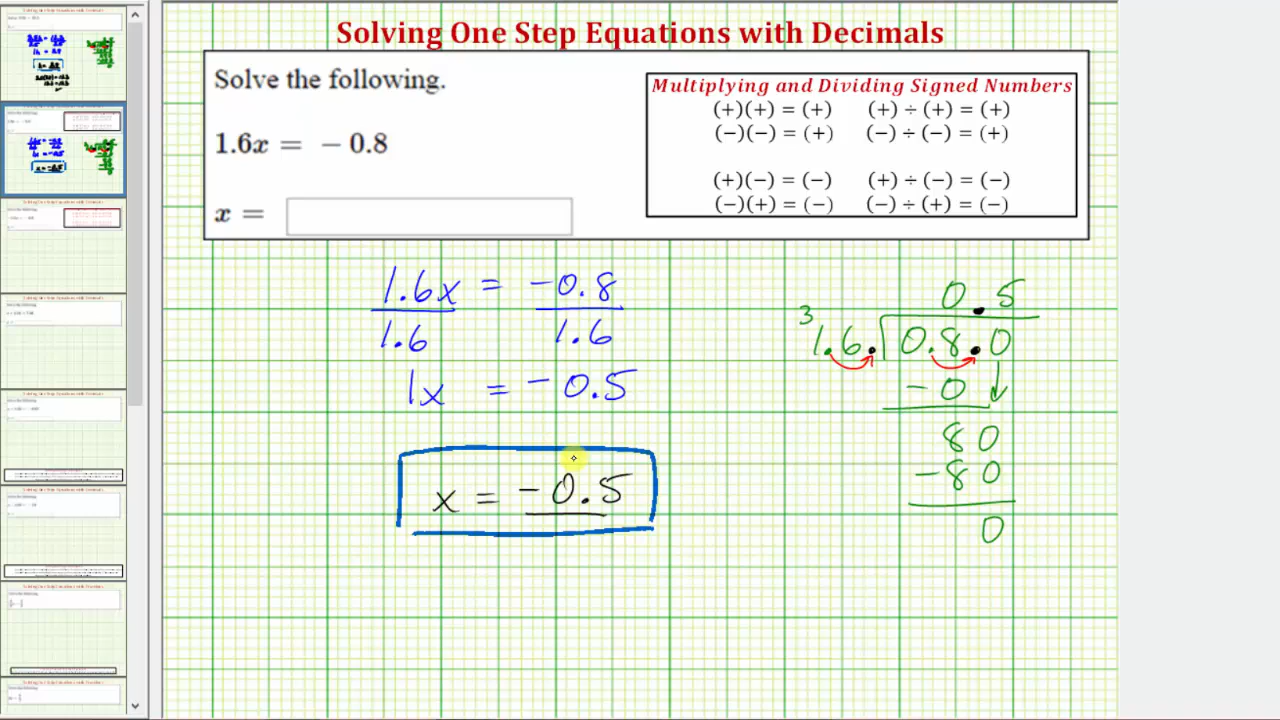 Solving One Step Equations with Decimals
Solve the following.
1.6x = − 0.8
x =
Multiplying and Dividing Signed Numbers
(+)(+) = (+) (+) ÷ (+) = (+)
(−)(−) = (+) (−) ÷ (−) = (+)
(+)(−) = (−) (+) ÷ (−) = (−)
(−)(+) = (−) (−) ÷ (+) = (−)
1.6x = −0.8
1.6 1.6
1x = −0.5
x = −0.5
0.5
3
1.6. 0.8.0
−0
80
−80
0